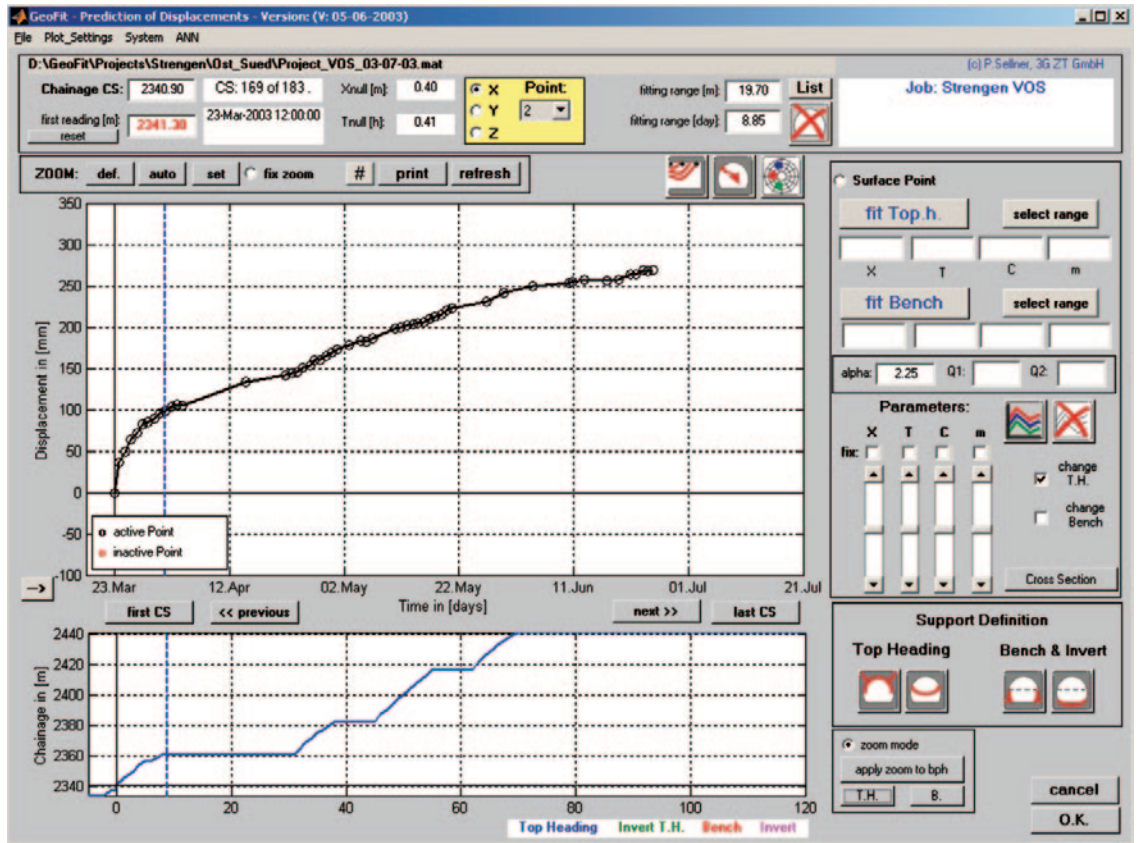 GeoFit - Prediction of Displacements - Version: (V: 05-06-2003)
File Plot_Settings System ANN
D:\GeoFit\Projects\Strengen\Ost_Sued\Project_VOS_03-07-03.mat
(c) P.Sellner, 3G ZT GmbH
Chainage CS: 2340.90 CS: 169 of 183 . Xnull [m]: 0.40 X Point: fitting range [m]: 19.70 List Job: Strengen VOS
Y 2
first reading [m]: 2341.30 23-Mar-2003 12:00:00 Tnull [h]: 0.41 fitting range [day]: 8.85
reset Z
ZOOM: def. auto set fix zoom # print refresh
Surface Point
fit Top.h. select range
X T C m
fit Bench select range
alpha: 2.25 Q1: Q2:
Parameters:
X T C m
fix:
change T.H.
change Bench
Cross Section
350
300
250
200
150
100
50
0
-50
-100
Displacement in [mm]
active Point
inactive Point
23.Mar 12.Apr 02.May 22.May 11.Jun 01.Jul 21.Jul
Time in [days]
-->
first CS << previous next >> last CS
2440
2420
2400
2380
2360
2340
Chainage in [m]
0 20 40 60 80 100 120
Top Heading Invert T.H. Bench Invert
Support Definition
Top Heading Bench & Invert
zoom mode
apply zoom to bph
T.H. B.
cancel
O.K.